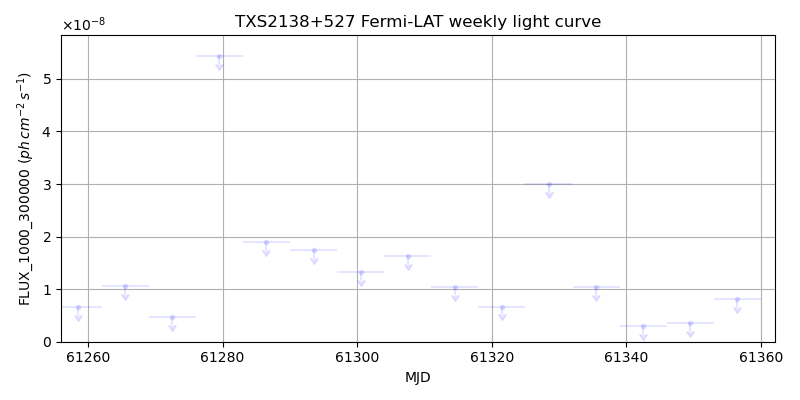 TXS2138+527 Fermi-LAT weekly light curve
×10⁻⁸
FLUX_1000_300000 (ph cm⁻² s⁻¹)
5
4
3
2
1
0
61260 61280 61300 61320 61340 61360
MJD